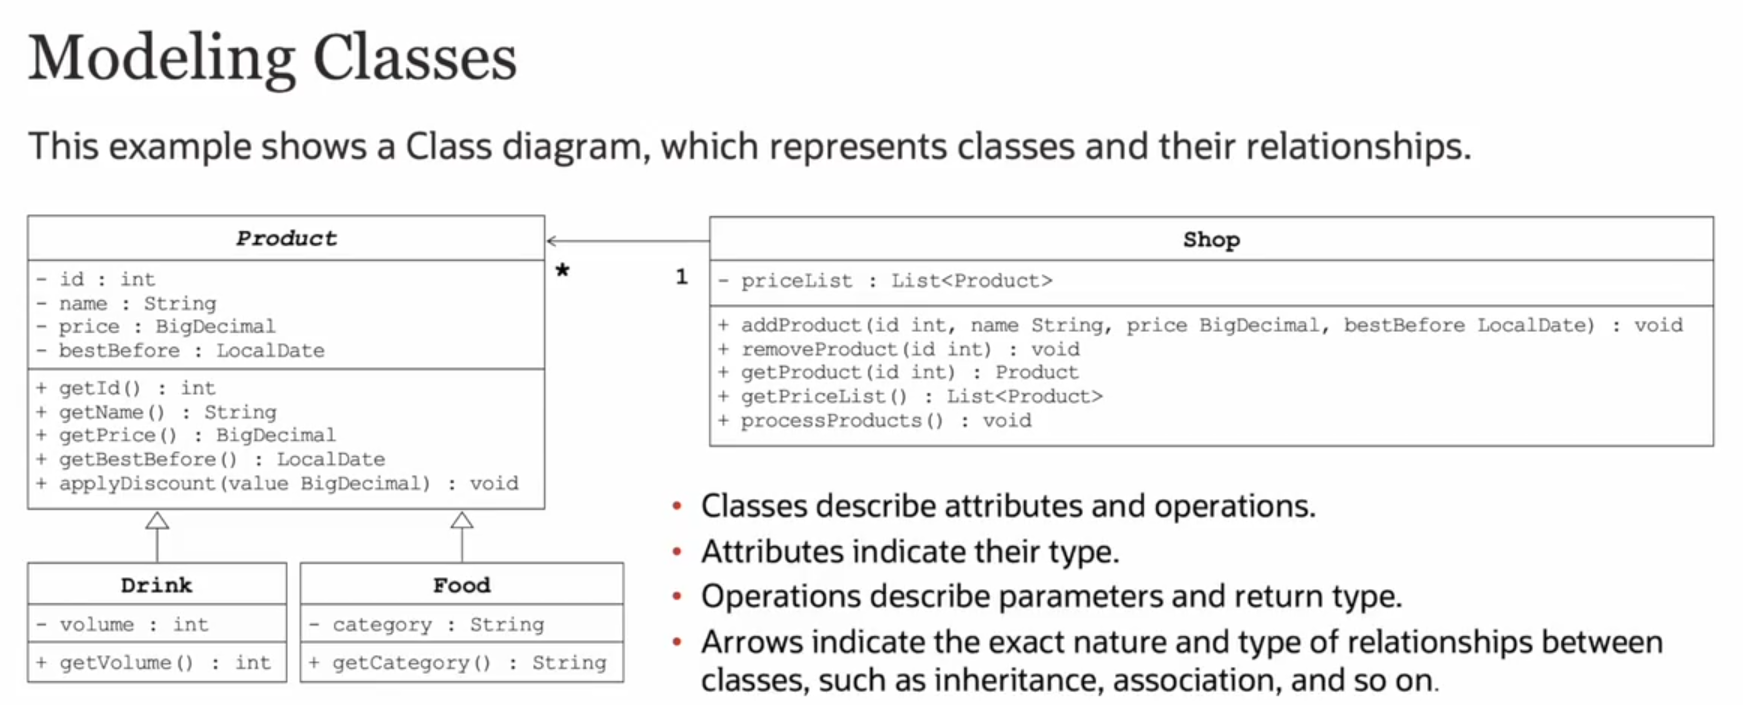 Modeling Classes
This example shows a Class diagram, which represents classes and their relationships.
Product
- id : int
- name : String
- price : BigDecimal
- bestBefore : LocalDate
+ getId() : int
+ getName() : String
+ getPrice() : BigDecimal
+ getBestBefore() : LocalDate
+ applyDiscount(value BigDecimal) : void
*
1
Shop
- priceList : List<Product>
+ addProduct(id int, name String, price BigDecimal, bestBefore LocalDate) : void
+ removeProduct(id int) : void
+ getProduct(id int) : Product
+ getPriceList() : List<Product>
+ processProducts() : void
Drink
- volume : int
+ getVolume() : int
Food
- category : String
+ getCategory() : String
• Classes describe attributes and operations.
• Attributes indicate their type.
• Operations describe parameters and return type.
• Arrows indicate the exact nature and type of relationships between
classes, such as inheritance, association, and so on.